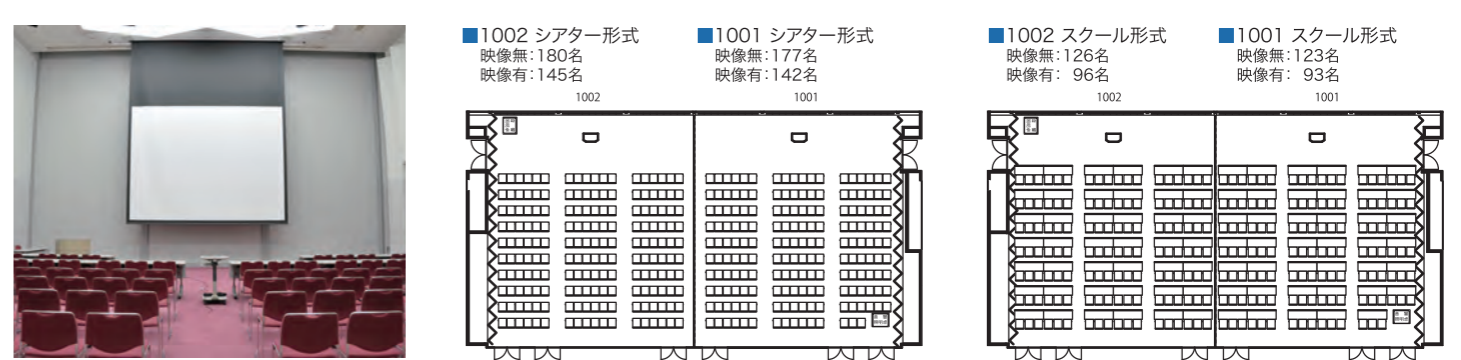 ■1002 シアター形式
映像無：180名
映像有：145名
■1001 シアター形式
映像無：177名
映像有：142名
1002 1001
■1002 スクール形式
映像無：126名
映像有： 96名
■1001 スクール形式
映像無：123名
映像有： 93名
1002 1001